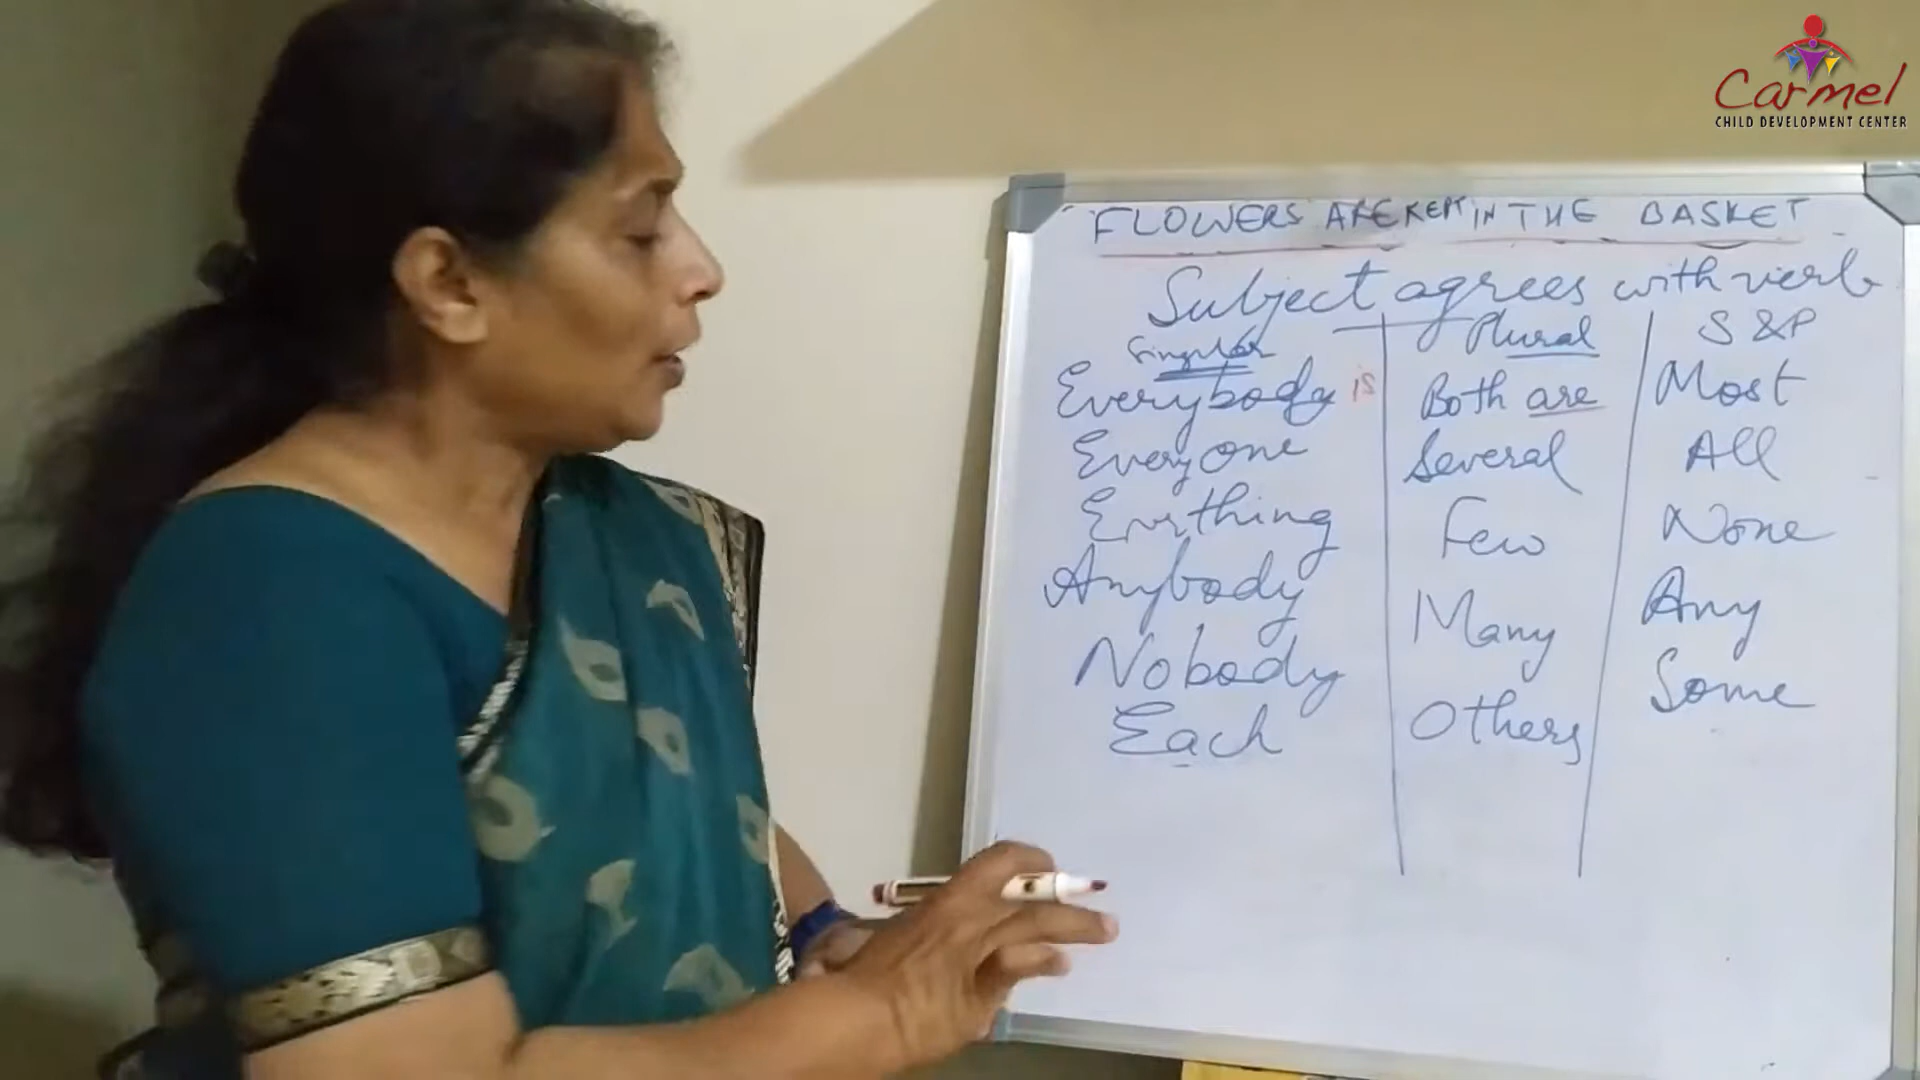 Carmel
CHILD DEVELOPMENT CENTER
FLOWERS ARE KEPT IN THE BASKET
Subject agrees with verb
Singular Plural S & P
Everybody is Both are Most
Everyone Several All
Evrthing Few None
Anybody Many Any
Nobody Others Some
Each